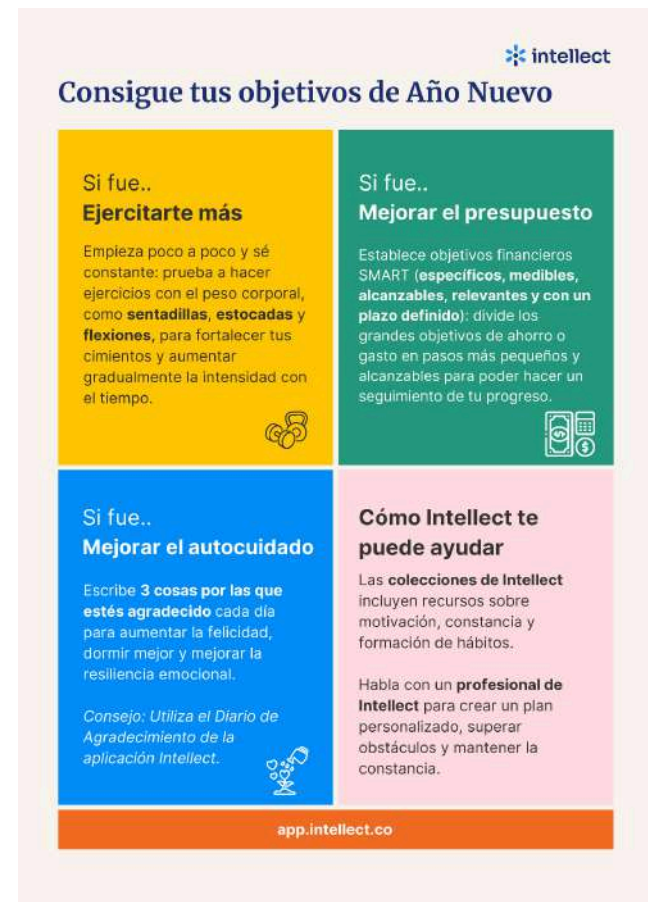 intellect
Consigue tus objetivos de Año Nuevo
Si fue..
Ejercitarte más
Empieza poco a poco y sé
constante: prueba a hacer
ejercicios con el peso corporal,
como sentadillas, estocadas y
flexiones, para fortalecer tus
cimientos y aumentar
gradualmente la intensidad con
el tiempo.
Si fue..
Mejorar el presupuesto
Establece objetivos financieros
SMART (específicos, medibles,
alcanzables, relevantes y con un
plazo definido): divide los
grandes objetivos de ahorro o
gasto en pasos más pequeños y
alcanzables para poder hacer un
seguimiento de tu progreso.
Si fue..
Mejorar el autocuidado
Escribe 3 cosas por las que
estés agradecido cada día
para aumentar la felicidad,
dormir mejor y mejorar la
resiliencia emocional.
Consejo: Utiliza el Diario de
Agradecimiento de la
aplicación Intellect.
Cómo Intellect te
puede ayudar
Las colecciones de Intellect
incluyen recursos sobre
motivación, constancia y
formación de hábitos.
Habla con un profesional de
Intellect para crear un plan
personalizado, superar
obstáculos y mantener la
constancia.
app.intellect.co